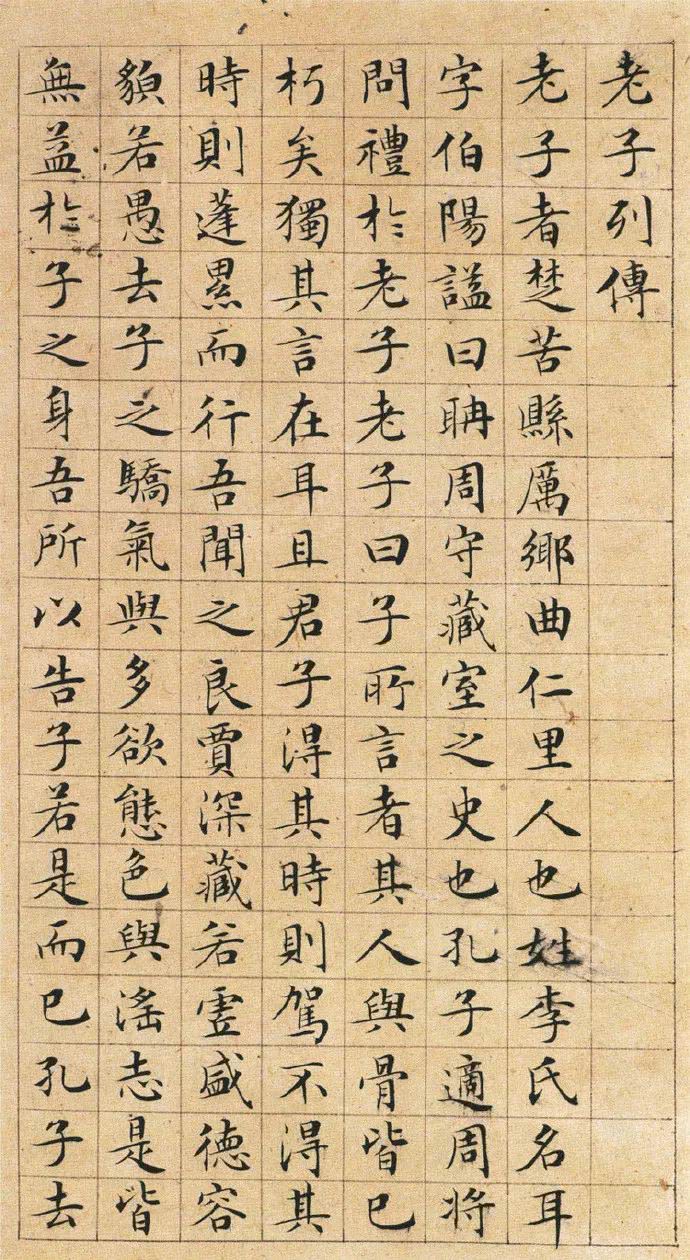 老子列傳
老子者楚苦縣厲鄉曲仁里人也姓李氏名耳
字伯陽謚曰聃周守藏室之史也孔子適周將
問禮於老子老子曰子所言者其人與骨皆已
朽矣獨其言在耳且君子得其時則駕不得其
時則蓬累而行吾聞之良賈深藏若虛盛德容
貌若愚去子之驕氣與多欲態色與淫志是皆
無益於子之身吾所以告子若是而已孔子去